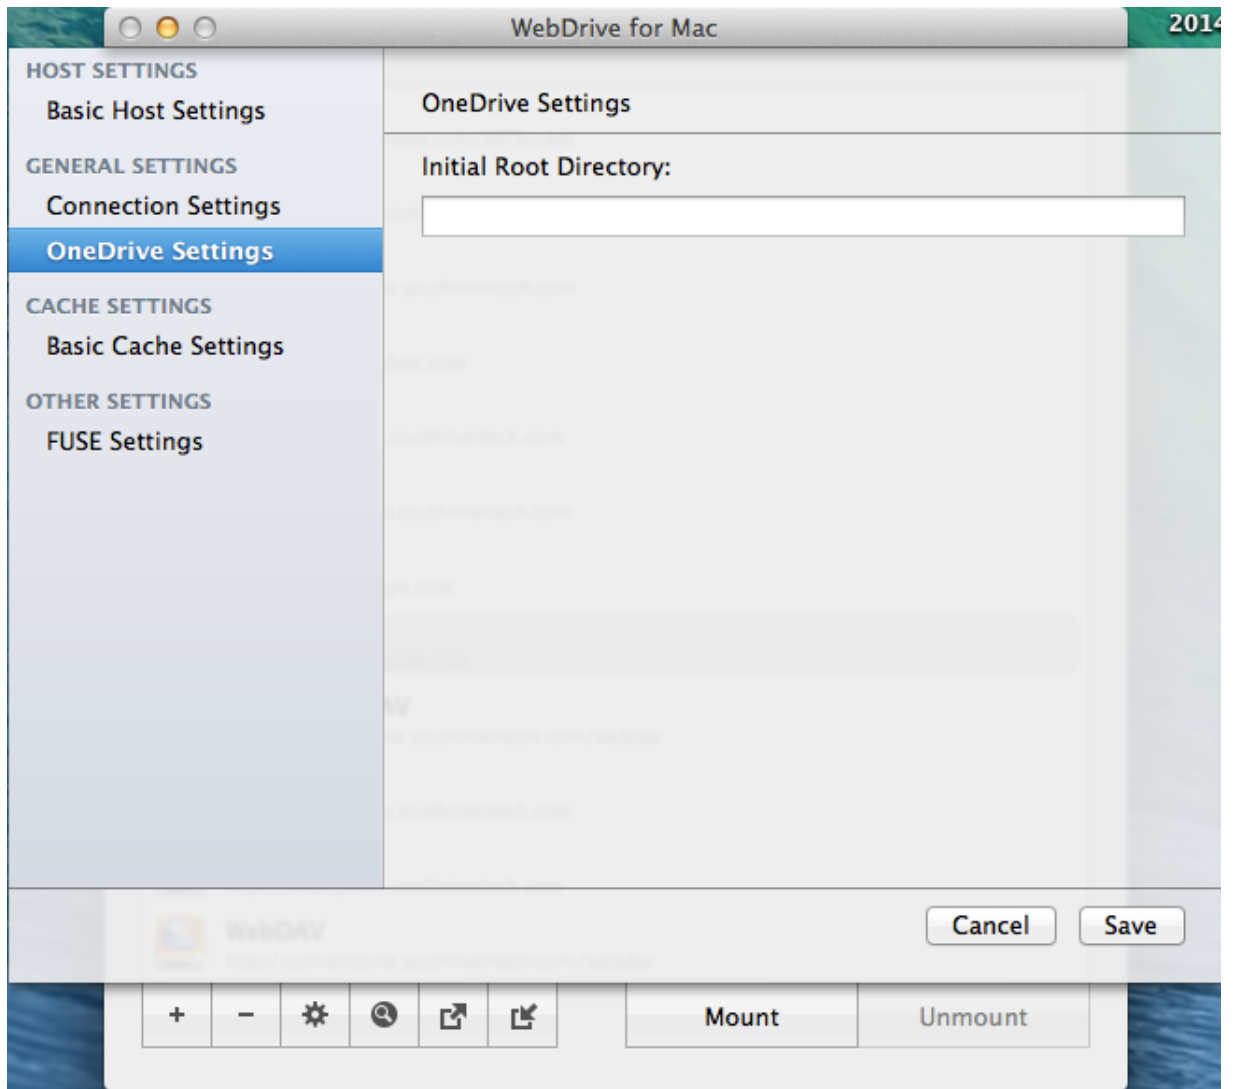 WebDrive for Mac
2014
HOST SETTINGS
Basic Host Settings
GENERAL SETTINGS
Connection Settings
OneDrive Settings
CACHE SETTINGS
Basic Cache Settings
OTHER SETTINGS
FUSE Settings
OneDrive Settings
Initial Root Directory:
WebDAV
Cancel
Save
Mount
Unmount